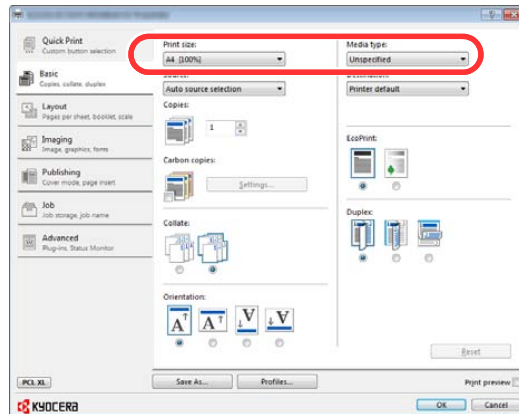 Quick Print
Custom button selection
Basic
Copies, collate, duplex
Layout
Pages per sheet, booklet, scale
Imaging
Image, graphics, fonts
Publishing
Cover mode, page insert
Job
Job storage, job name
Advanced
Plug-ins, Status Monitor
Print size:
A4 [100%]
Media type:
Unspecified
Auto source selection
Printer default
Copies:
1
EcoPrint:
Carbon copies:
Settings...
Collate:
Duplex:
Orientation:
A A A A
Reset
PCL XL
Save As...
Profiles...
Print preview
KYOCERA
OK
Cancel